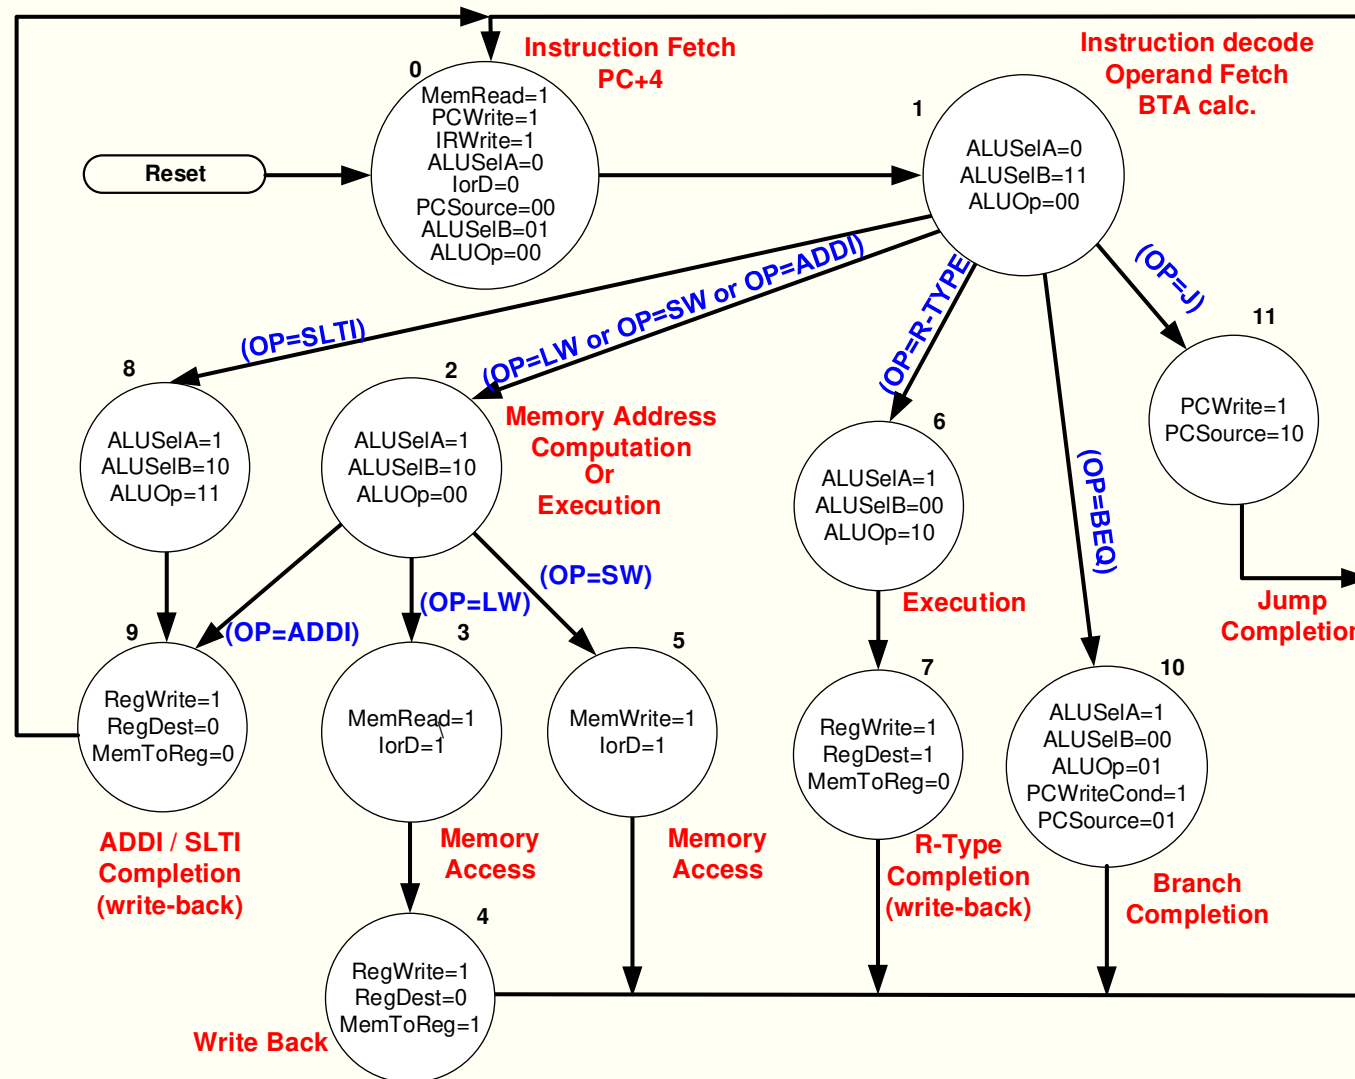 Instruction Fetch
PC+4
Instruction decode
Operand Fetch
BTA calc.
0
MemRead=1
PCWrite=1
IRWrite=1
ALUSelA=0
IorD=0
PCSource=00
ALUSelB=01
ALUOp=00
Reset
1
ALUSelA=0
ALUSelB=11
ALUOp=00
(OP=SLTI)
(OP=LW or OP=SW or OP=ADDI)
(OP=R-TYPE
(OP=BEQ)
(OP=J)
8
ALUSelA=1
ALUSelB=10
ALUOp=11
2
ALUSelA=1
ALUSelB=10
ALUOp=00
Memory Address
Computation
Or
Execution
6
ALUSelA=1
ALUSelB=00
ALUOp=10
Execution
11
PCWrite=1
PCSource=10
Jump
Completion
(OP=ADDI)
(OP=LW)
(OP=SW)
9
RegWrite=1
RegDest=0
MemToReg=0
ADDI / SLTI
Completion
(write-back)
3
MemRead=1
IorD=1
Memory
Access
5
MemWrite=1
IorD=1
Memory
Access
7
RegWrite=1
RegDest=1
MemToReg=0
R-Type
Completion
(write-back)
10
ALUSelA=1
ALUSelB=00
ALUOp=01
PCWriteCond=1
PCSource=01
Branch
Completion
4
RegWrite=1
RegDest=0
MemToReg=1
Write Back